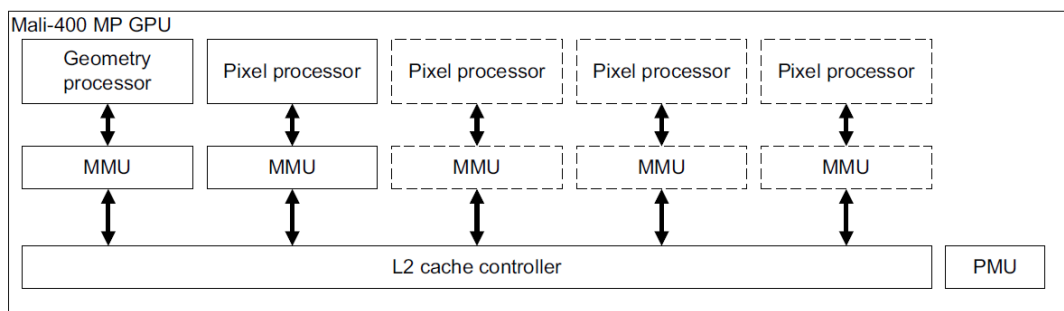 Mali-400 MP GPU
Geometry
processor
Pixel processor
Pixel processor
Pixel processor
Pixel processor
MMU
MMU
MMU
MMU
MMU
L2 cache controller
PMU